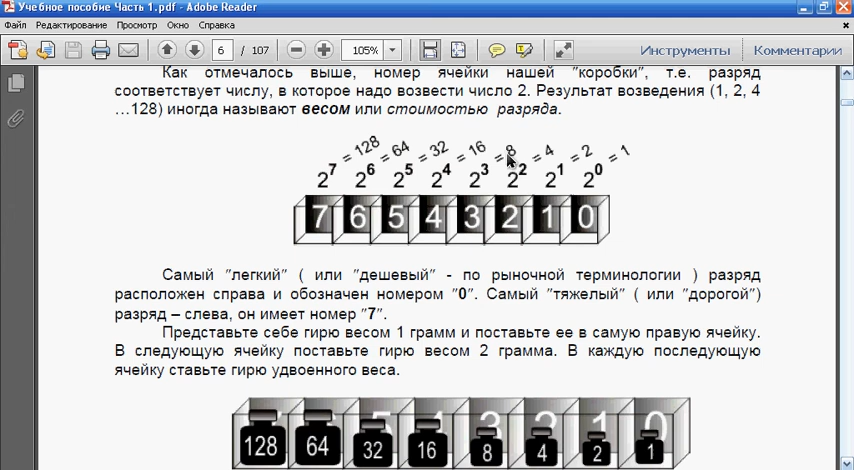 Учебное пособие Часть 1.pdf - Adobe Reader
Файл Редактирование Просмотр Окно Справка
6 / 107 105% Инструменты Комментарии
Как отмечалось выше, номер ячейки нашей "коробки", т.е. разряд
соответствует числу, в которое надо возвести число 2. Результат возведения (1, 2, 4
...128) иногда называют весом или стоимостью разряда.
2⁷ = 128 2⁶ = 64 2⁵ = 32 2⁴ = 16 2³ = 8 2² = 4 2¹ = 2 2⁰ = 1
7 6 5 4 3 2 1 0
Самый "легкий" ( или "дешевый" - по рыночной терминологии ) разряд
расположен справа и обозначен номером "0". Самый "тяжелый" ( или "дорогой")
разряд – слева, он имеет номер "7".
Представьте себе гирю весом 1 грамм и поставьте ее в самую правую ячейку.
В следующую ячейку поставьте гирю весом 2 грамма. В каждую последующую
ячейку ставьте гирю удвоенного веса.
5 4 3 2 1 0
128 64 32 16 8 4 2 1